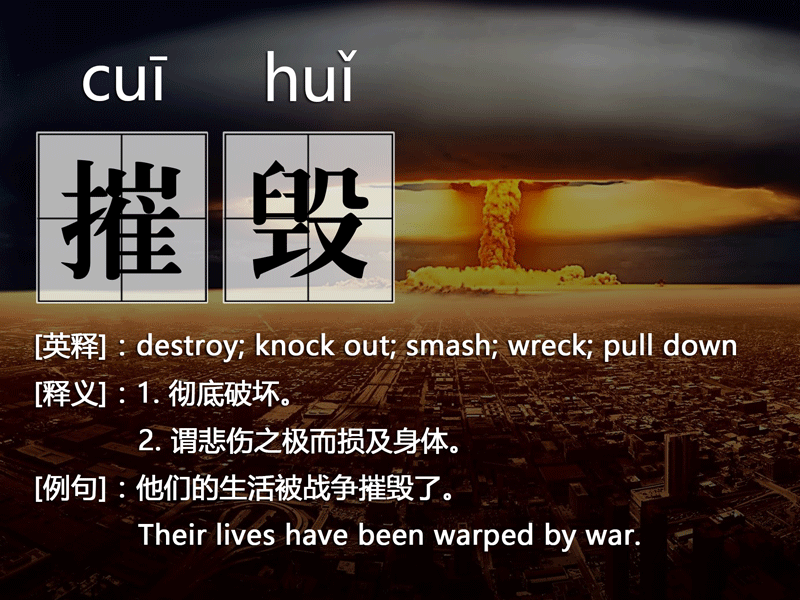 cuī huǐ
摧毁
[英释]：destroy; knock out; smash; wreck; pull down
[释义]：1. 彻底破坏。
2. 谓悲伤之极而损及身体。
[例句]：他们的生活被战争摧毁了。
Their lives have been warped by war.